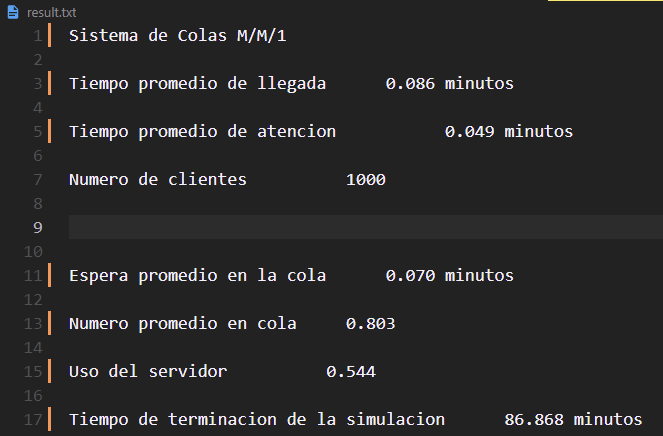 result.txt
1 Sistema de Colas M/M/1
2
3 Tiempo promedio de llegada 0.086 minutos
4
5 Tiempo promedio de atencion 0.049 minutos
6
7 Numero de clientes 1000
8
9
10
11 Espera promedio en la cola 0.070 minutos
12
13 Numero promedio en cola 0.803
14
15 Uso del servidor 0.544
16
17 Tiempo de terminacion de la simulacion 86.868 minutos